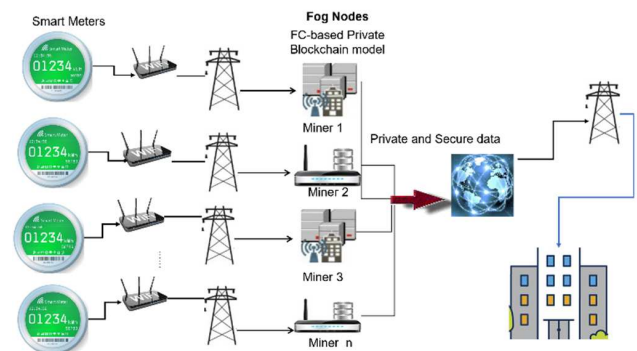 Smart Meters
Fog Nodes
FC-based Private
Blockchain model
01234
Miner 1
Private and Secure data
01234
Miner 2
01234
Miner 3
01234
Miner n